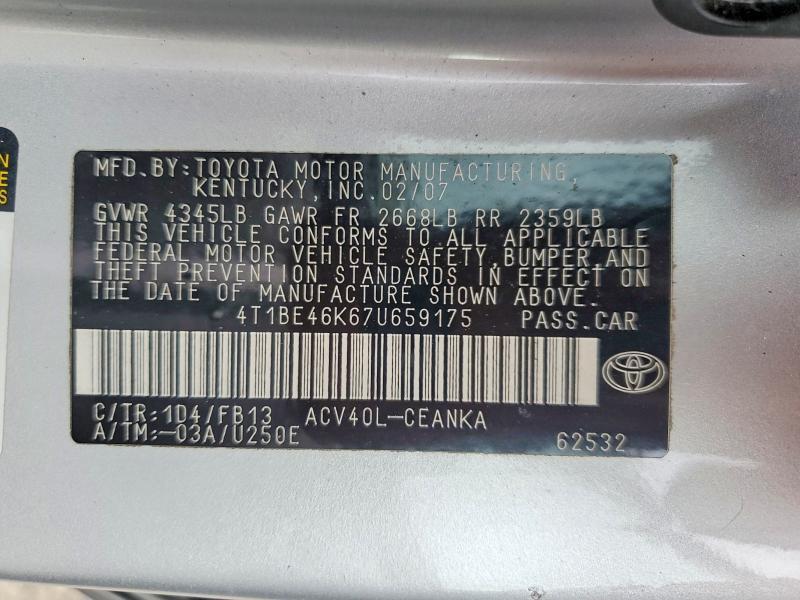 N
ES
S
MFD.BY:TOYOTA MOTOR MANUFACTURING,
KENTUCKY,INC.02/07
GVWR 4345LB GAWR FR 2668LB RR 2359LB
THIS VEHICLE CONFORMS TO ALL APPLICABLE
FEDERAL MOTOR VEHICLE SAFETY,BUMPER,AND
THEFT PREVENTION STANDARDS IN EFFECT ON
THE DATE OF MANUFACTURE SHOWN ABOVE.
4T1BE46K67U659175 PASS.CAR
C/TR:1D4/FB13 ACV40L-CEANKA
A/TM:-03A/U250E 62532